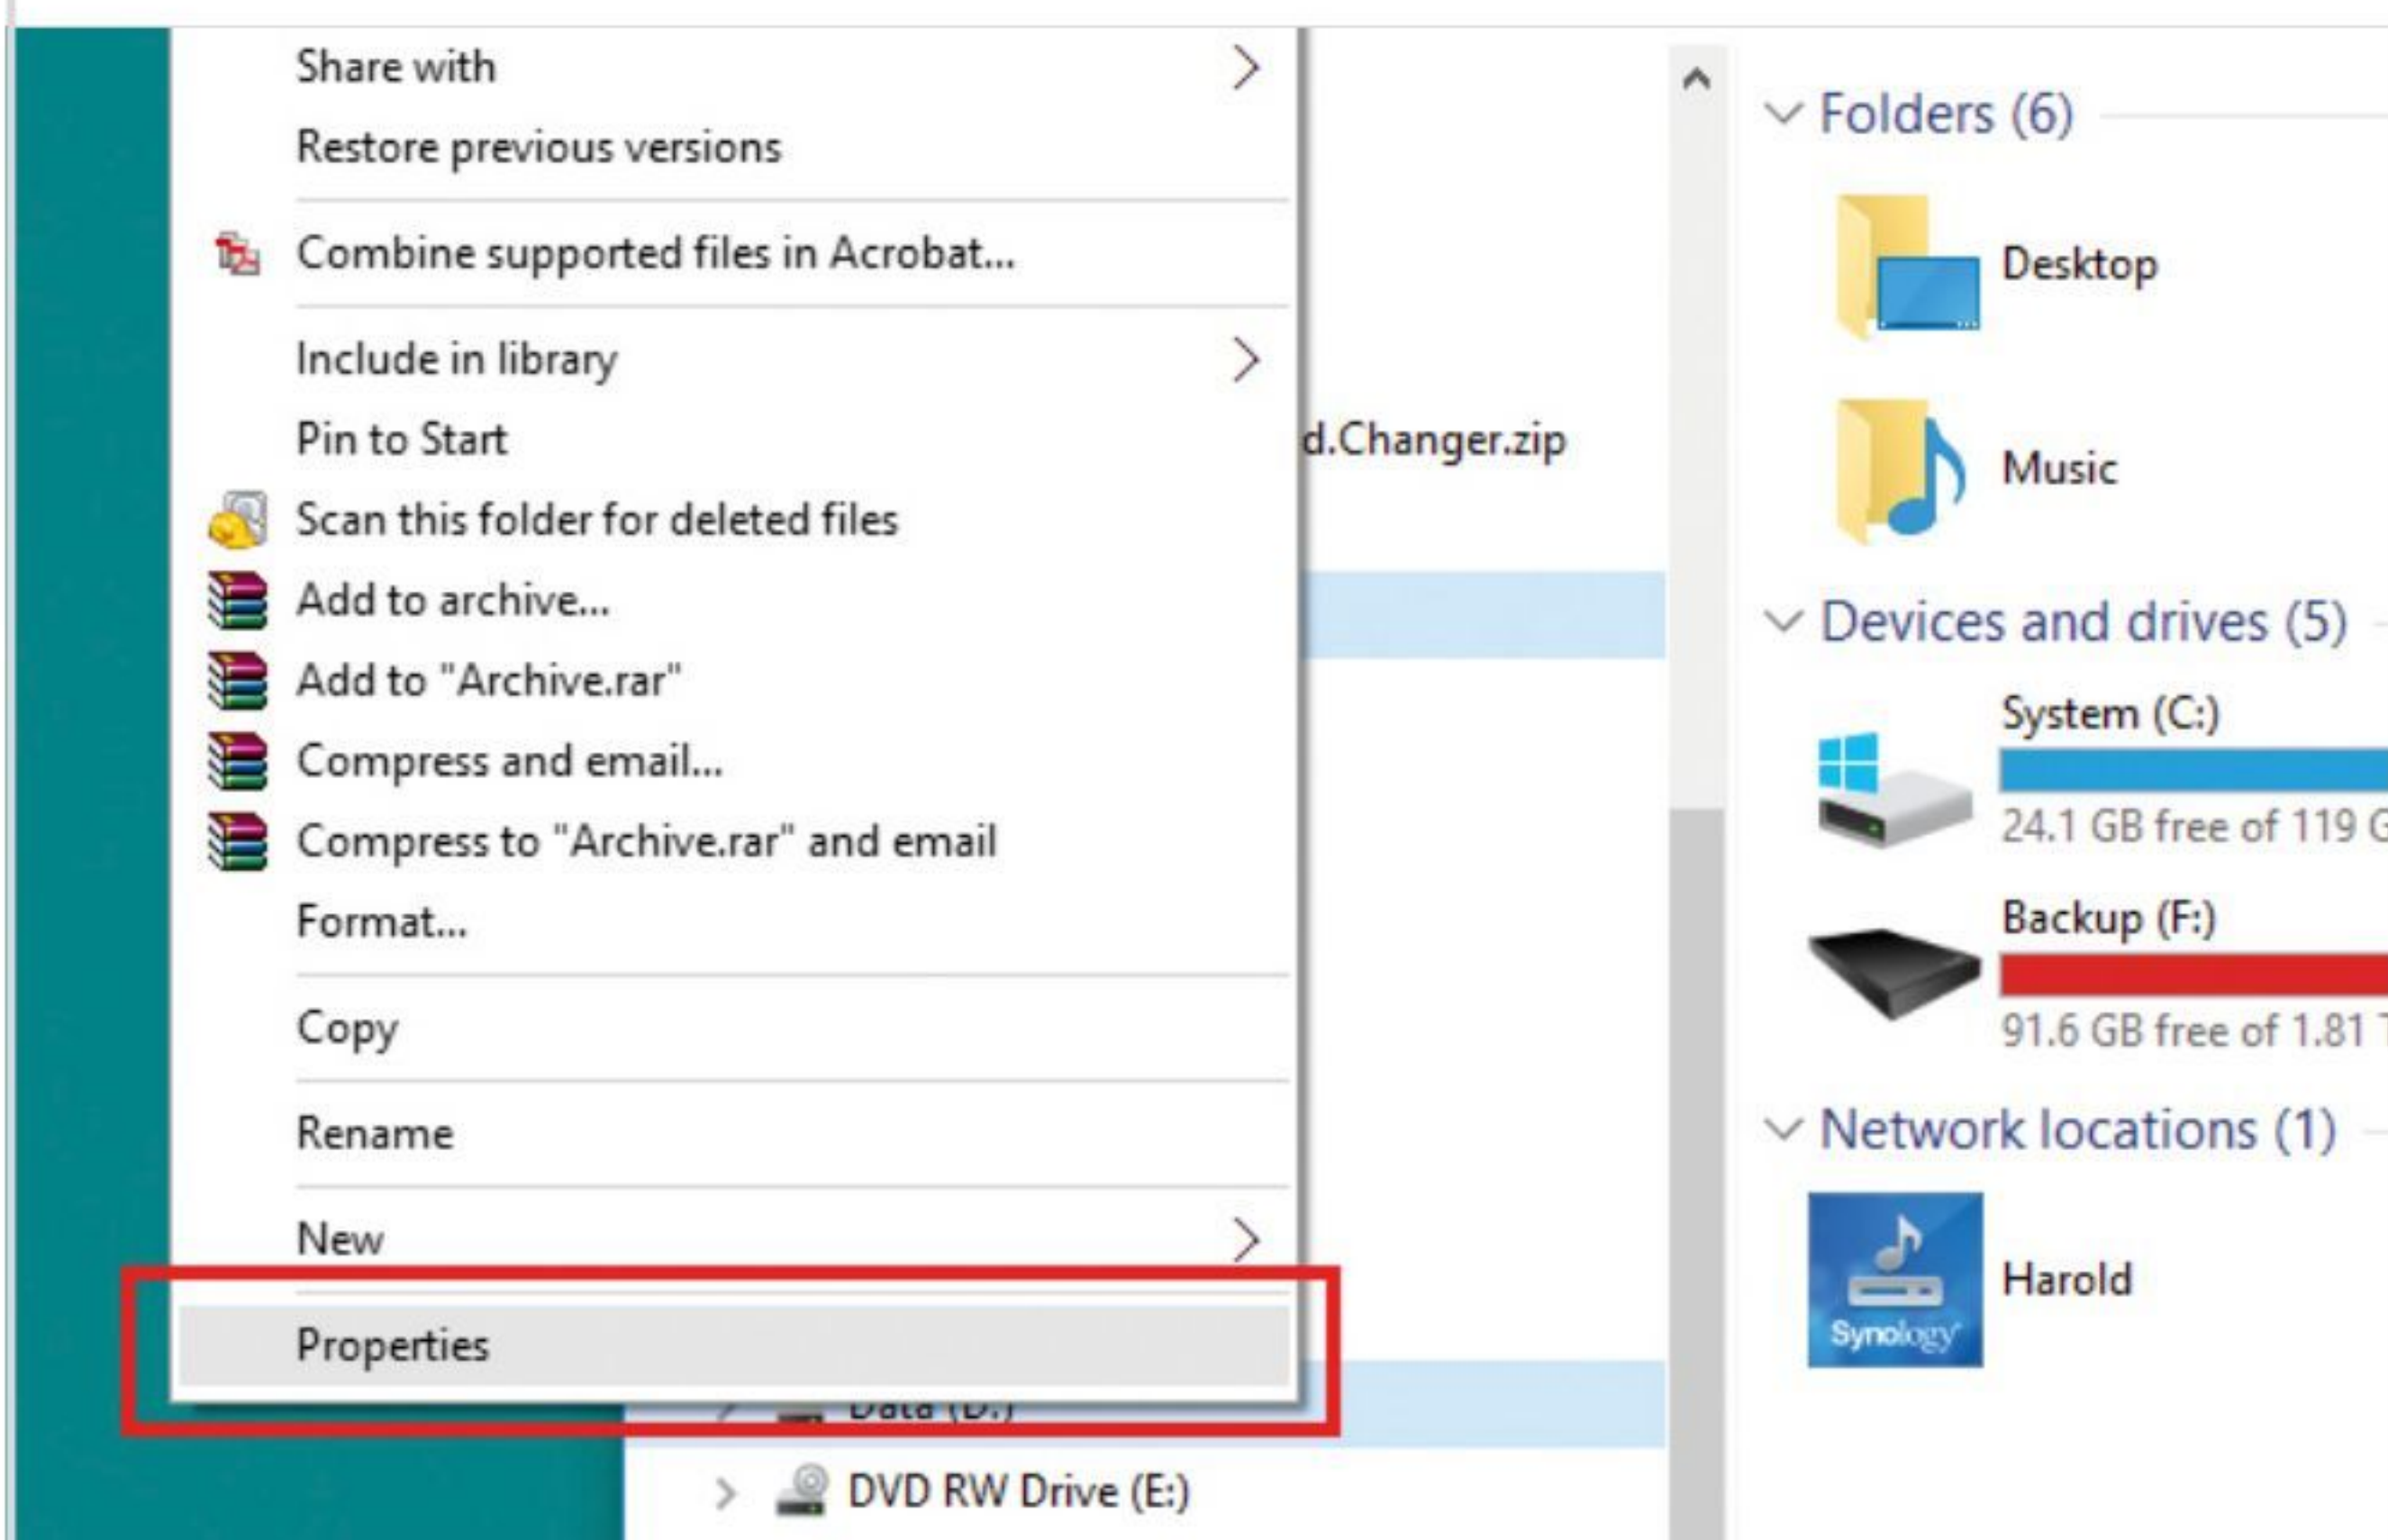 Share with
Restore previous versions
Combine supported files in Acrobat...
Include in library
Pin to Start
Scan this folder for deleted files
Add to archive...
Add to "Archive.rar"
Compress and email...
Compress to "Archive.rar" and email
Format...
Copy
Rename
New
Properties
d.Changer.zip
Data (D:)
DVD RW Drive (E:)
Folders (6)
Desktop
Music
Devices and drives (5)
System (C:)
24.1 GB free of 119 G
Backup (F:)
91.6 GB free of 1.81 T
Network locations (1)
Synology
Harold